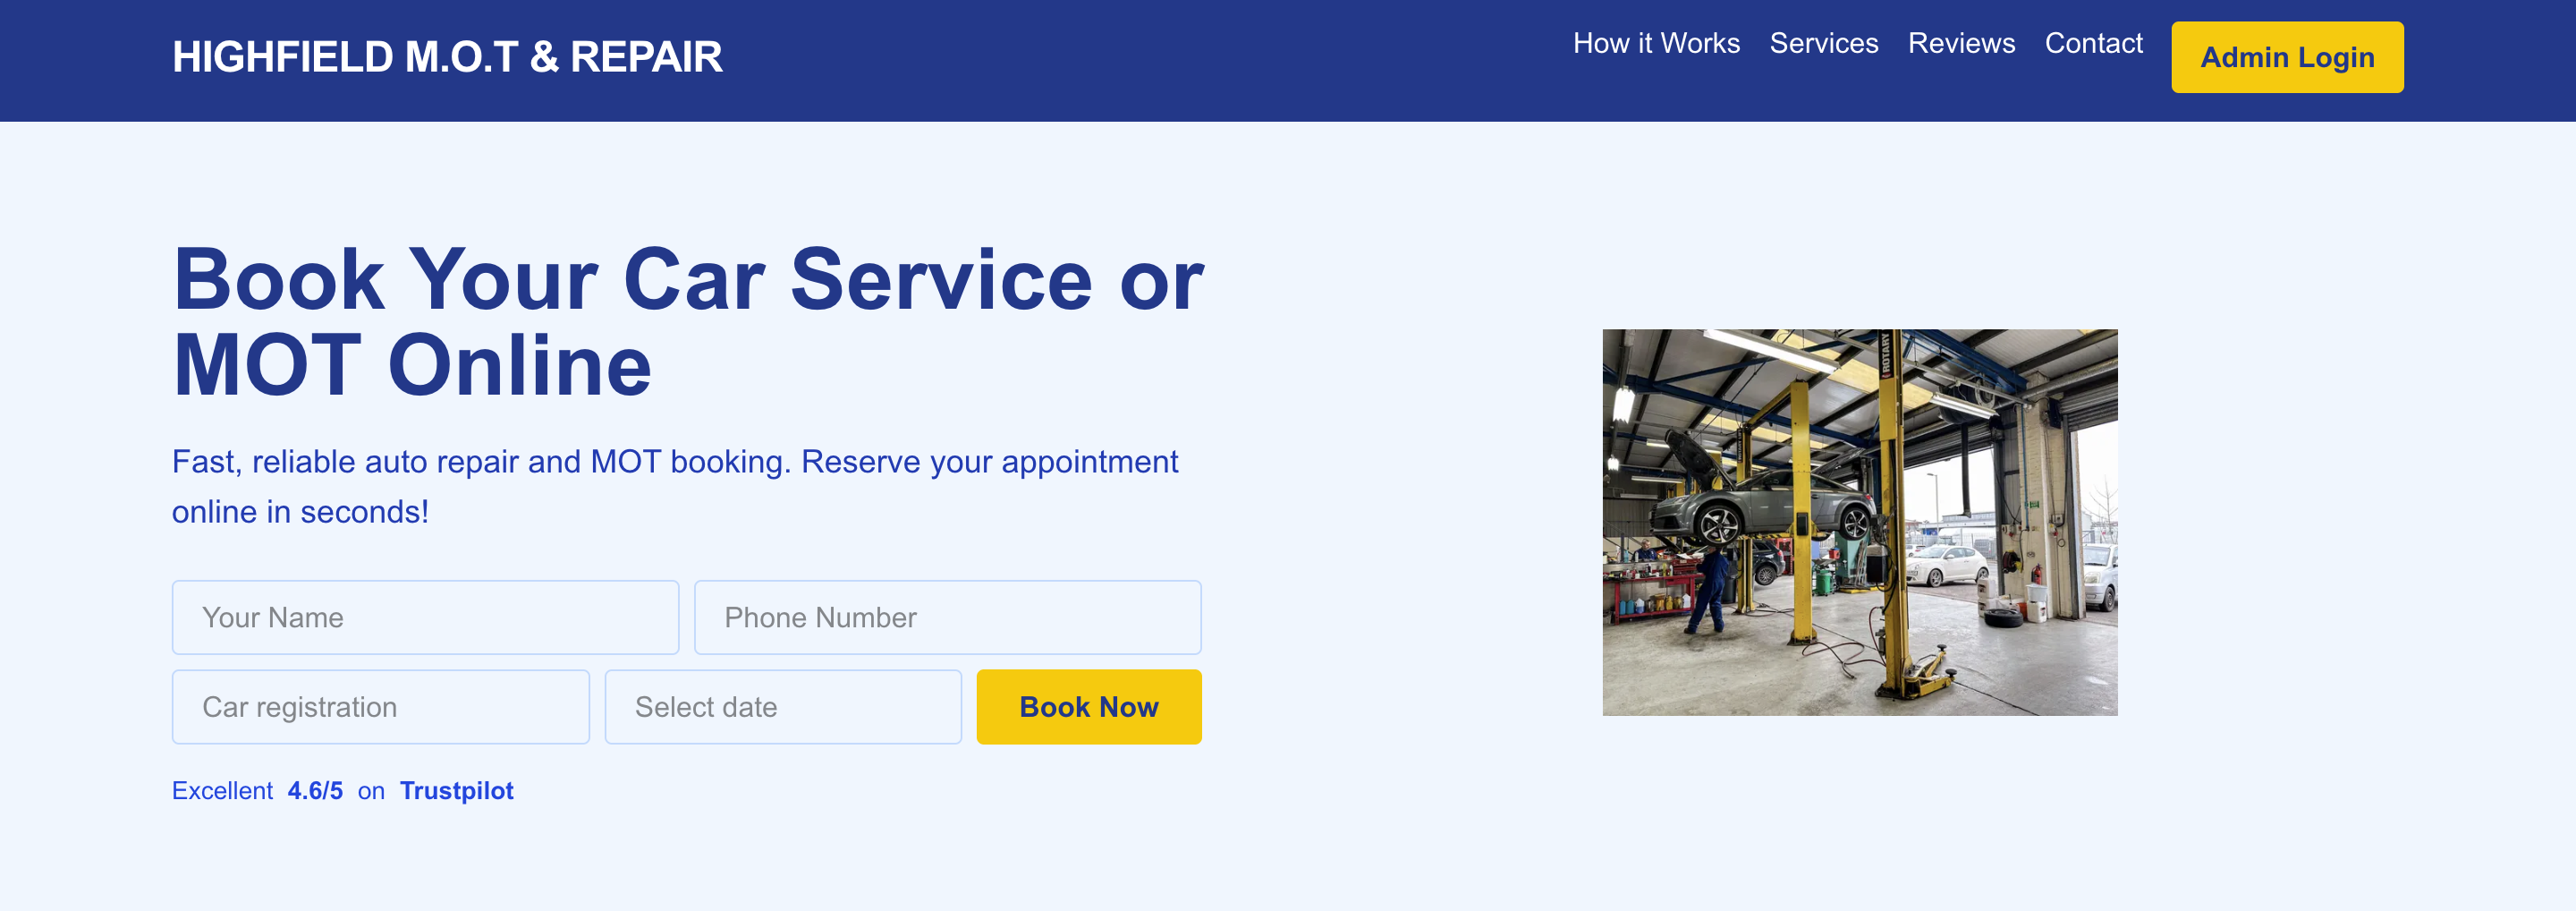 HIGHFIELD M.O.T & REPAIR
How it Works Services Reviews Contact Admin Login
Book Your Car Service or
MOT Online
Fast, reliable auto repair and MOT booking. Reserve your appointment
online in seconds!
Your Name Phone Number
Car registration Select date Book Now
Excellent 4.6/5 on Trustpilot
ROTARY